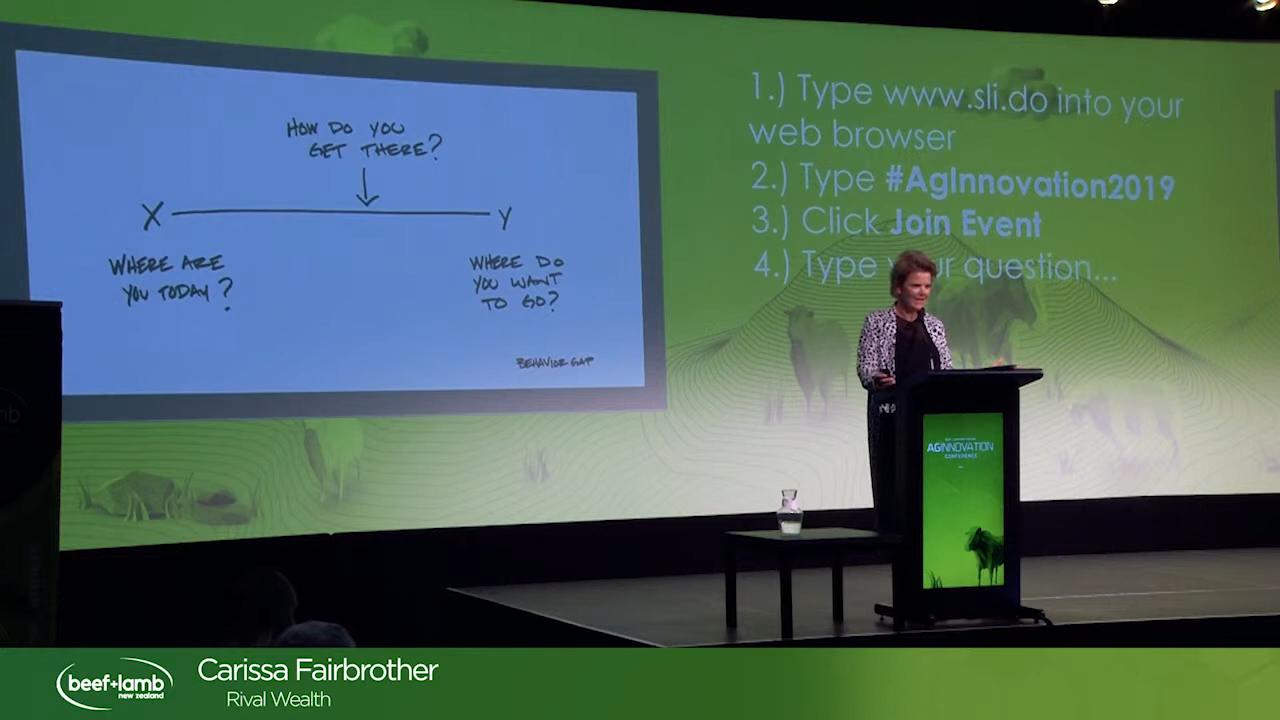 HOW DO YOU
GET THERE?
X
Y
WHERE ARE
YOU TODAY?
WHERE DO
YOU WANT
TO GO?
BEHAVIOR GAP
1.) Type www.sli.do into your
web browser
2.) Type #AgInnovation2019
3.) Click Join Event
4.) Type your question...
AGINNOVATION
CONFERENCE
beef+lamb
new zealand
Carissa Fairbrother
Rival Wealth